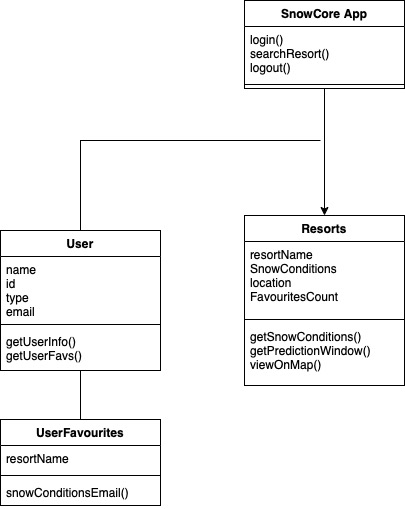 SnowCore App
login()
searchResort()
logout()
User
name
id
type
email
getUserInfo()
getUserFavs()
Resorts
resortName
SnowConditions
location
FavouritesCount
getSnowConditions()
getPredictionWindow()
viewOnMap()
UserFavourites
resortName
snowConditionsEmail()